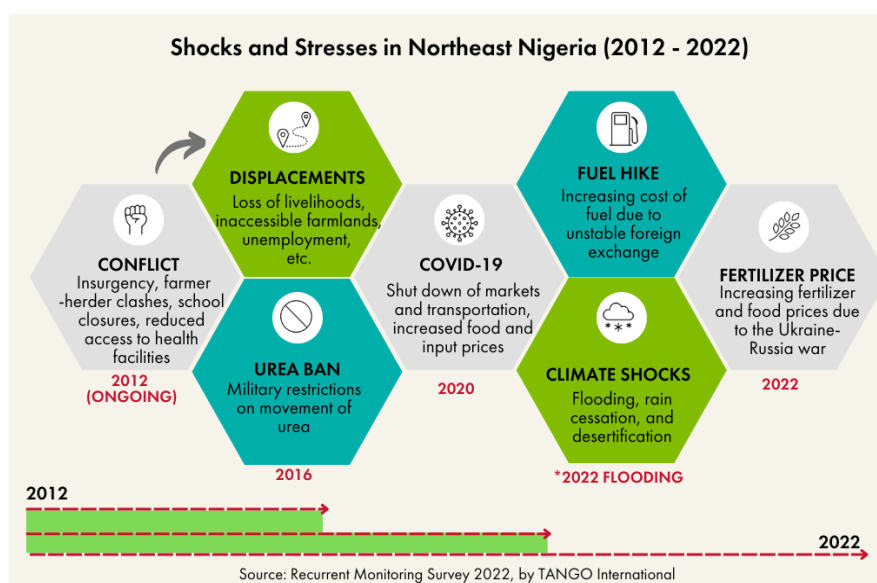 Shocks and Stresses in Northeast Nigeria (2012 - 2022)
CONFLICT
Insurgency, farmer
-herder clashes, school
closures, reduced
access to health
facilities
2012
(ONGOING)
DISPLACEMENTS
Loss of livelihoods,
inaccessible farmlands,
unemployment,
etc.
UREA BAN
Military restrictions
on movement of
urea
2016
COVID-19
Shut down of markets
and transportation,
increased food and
input prices
2020
FUEL HIKE
Increasing cost of
fuel due to
unstable foreign
exchange
CLIMATE SHOCKS
Flooding, rain
cessation, and
desertification
*2022 FLOODING
FERTILIZER PRICE
Increasing fertilizer
and food prices due
to the Ukraine-
Russia war
2022
2012
2022
Source: Recurrent Monitoring Survey 2022, by TANGO International